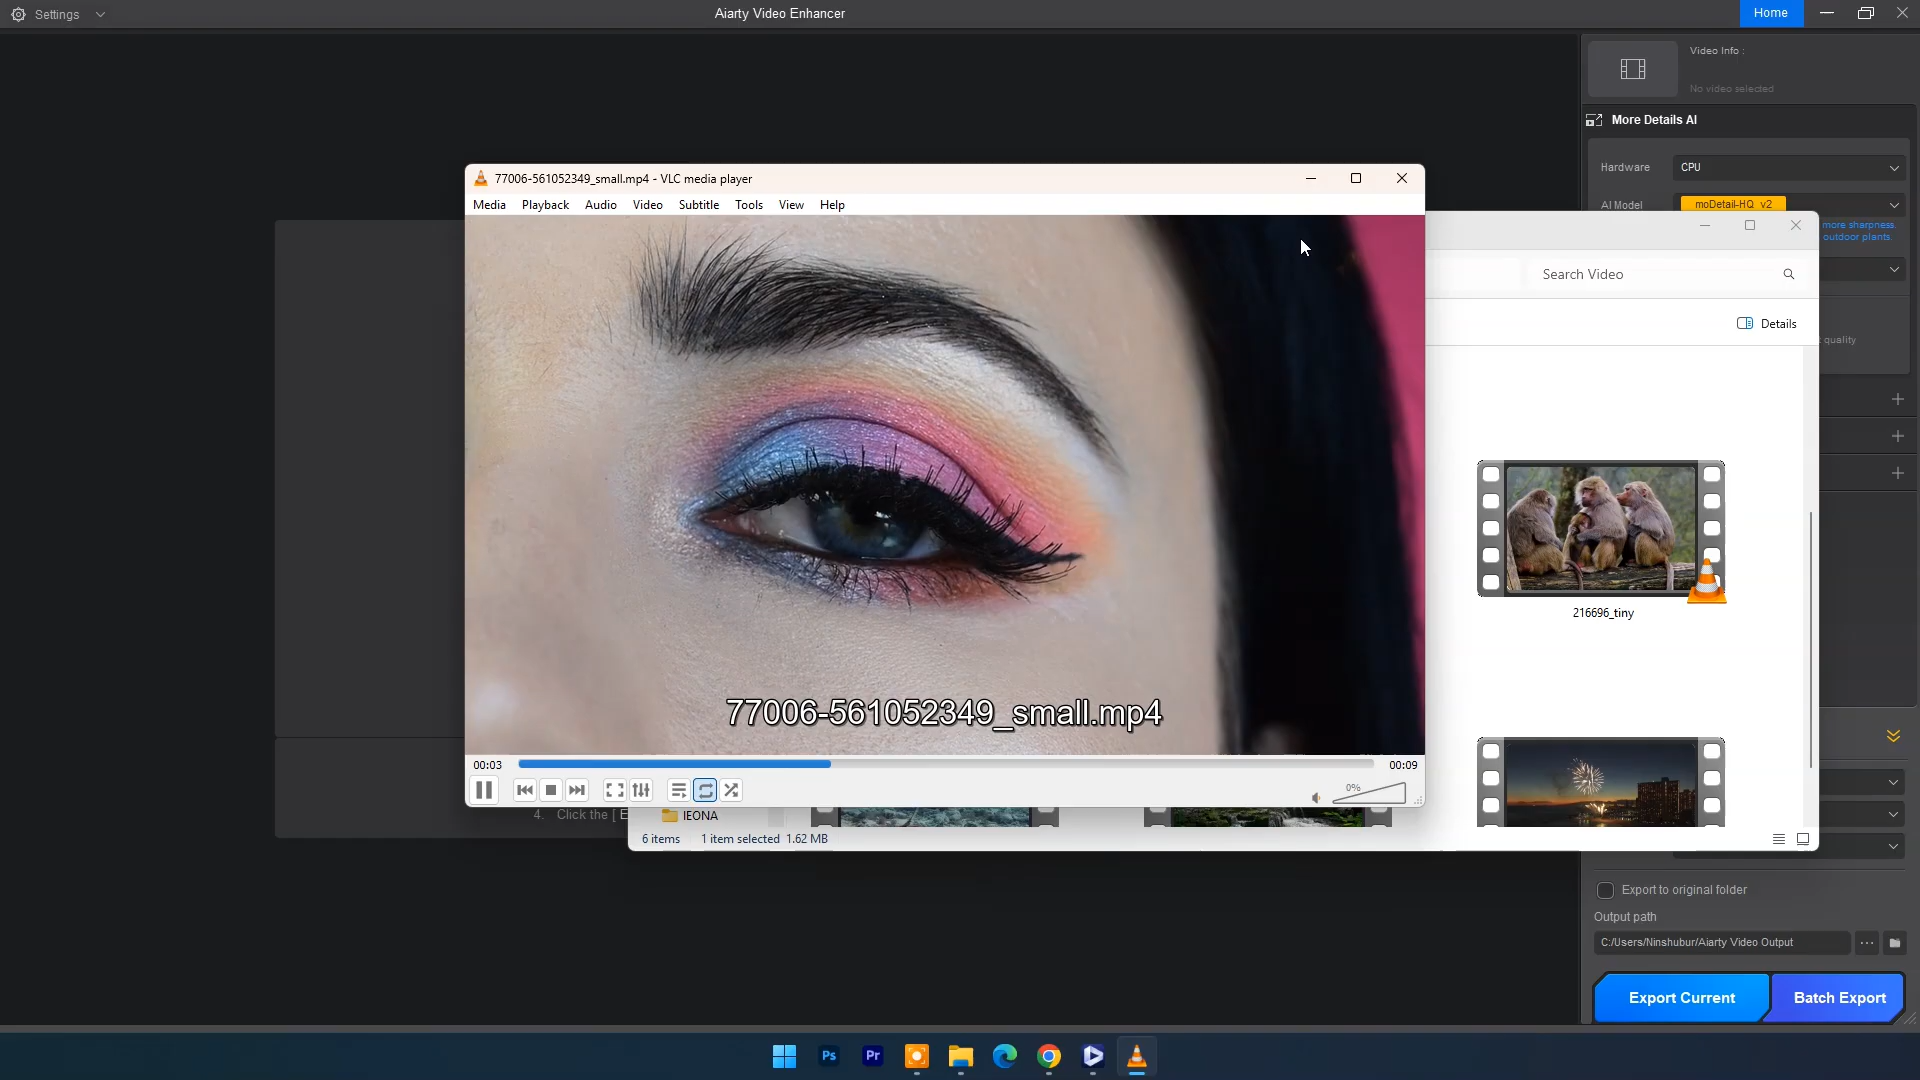 Settings
Aiarty Video Enhancer
Home
Video Info :
No video selected
More Details AI
Hardware
CPU
AI Model
moDetail-HQ v2
more sharpness.
outdoor plants.
quality
77006-561052349_small.mp4 - VLC media player
Media Playback Audio Video Subtitle Tools View Help
Search Video
Details
216696_tiny
77006-561052349_small.mp4
00:03
00:09
0%
4. Click the [ E
IEONA
6 items 1 item selected 1.62 MB
Export to original folder
Output path
C:/Users/Ninshubur/Aiarty Video Output
Export Current
Batch Export
Ps
Pr